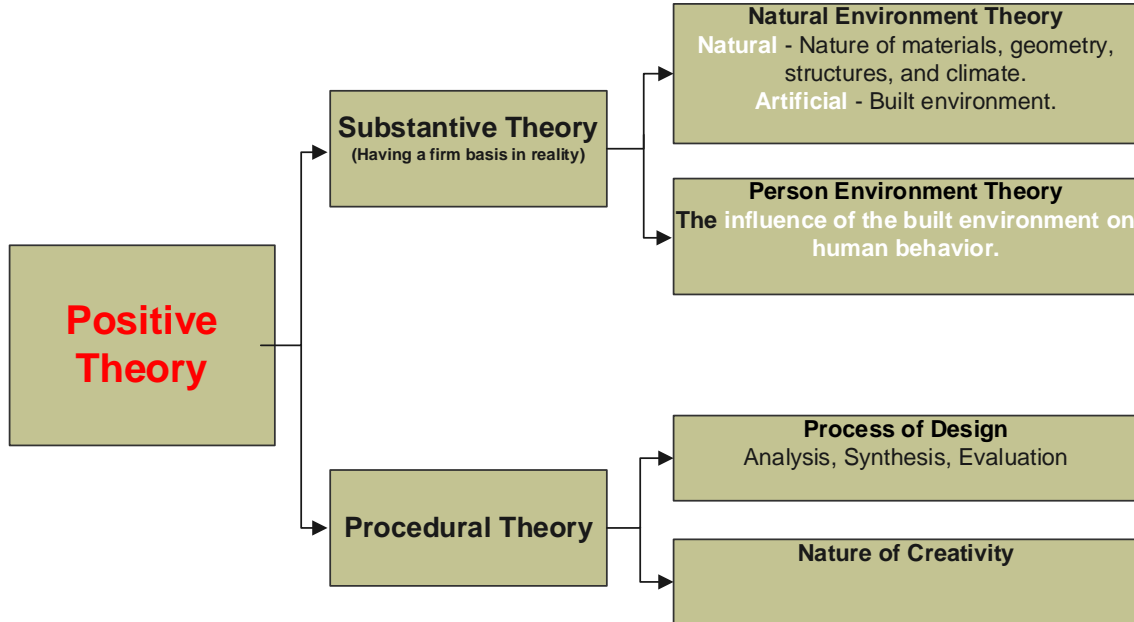 Natural Environment Theory
Natural - Nature of materials, geometry,
structures, and climate.
Artificial - Built environment.
Substantive Theory
(Having a firm basis in reality)
Person Environment Theory
The influence of the built environment on
human behavior.
Positive
Theory
Process of Design
Analysis, Synthesis, Evaluation
Procedural Theory
Nature of Creativity